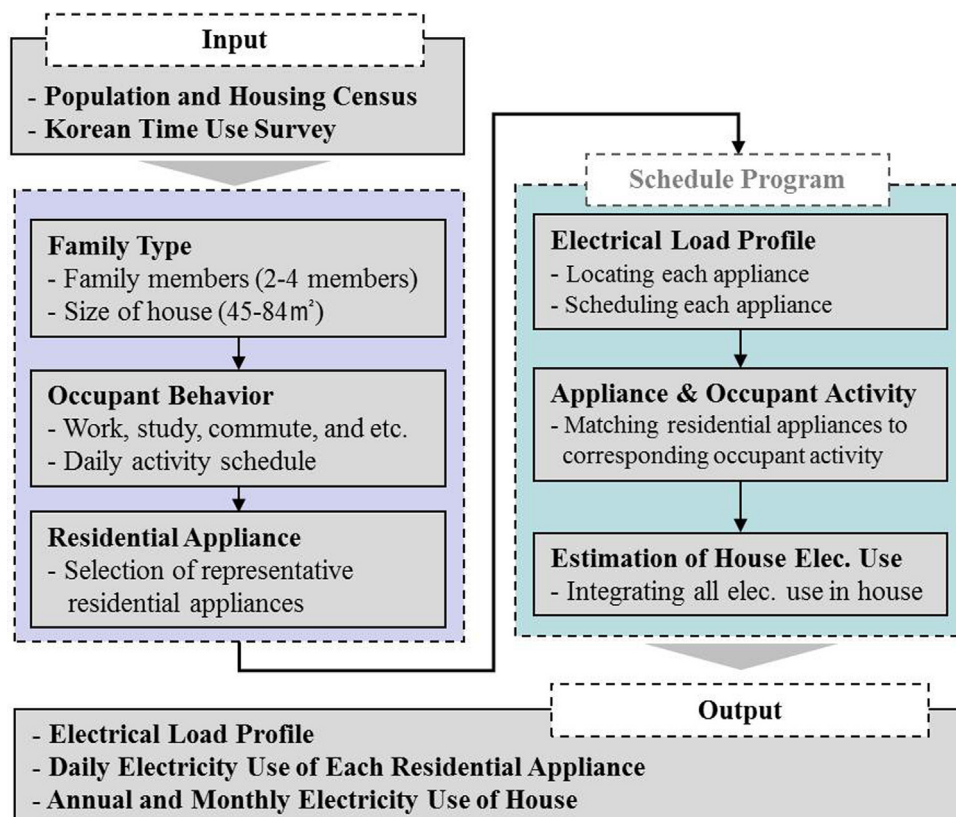 Input
- Population and Housing Census
- Korean Time Use Survey
Family Type
- Family members (2-4 members)
- Size of house (45-84㎡)
Occupant Behavior
- Work, study, commute, and etc.
- Daily activity schedule
Residential Appliance
- Selection of representative
residential appliances
Schedule Program
Electrical Load Profile
- Locating each appliance
- Scheduling each appliance
Appliance & Occupant Activity
- Matching residential appliances to
corresponding occupant activity
Estimation of House Elec. Use
- Integrating all elec. use in house
Output
- Electrical Load Profile
- Daily Electricity Use of Each Residential Appliance
- Annual and Monthly Electricity Use of House